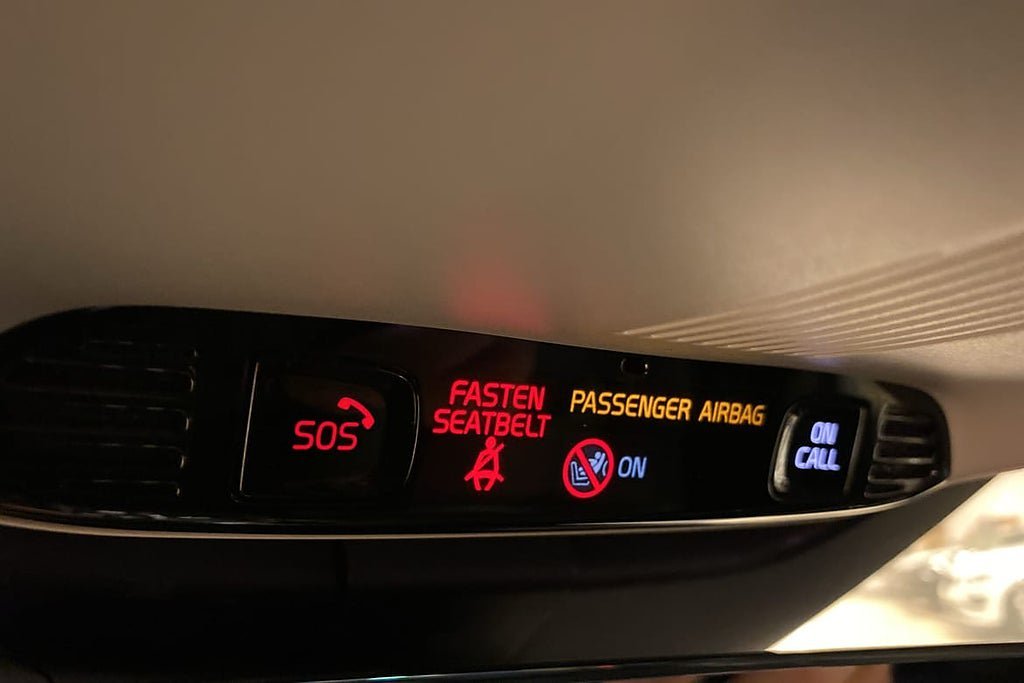 SOS
FASTEN
SEATBELT
PASSENGER AIRBAG
ON
ON
CALL